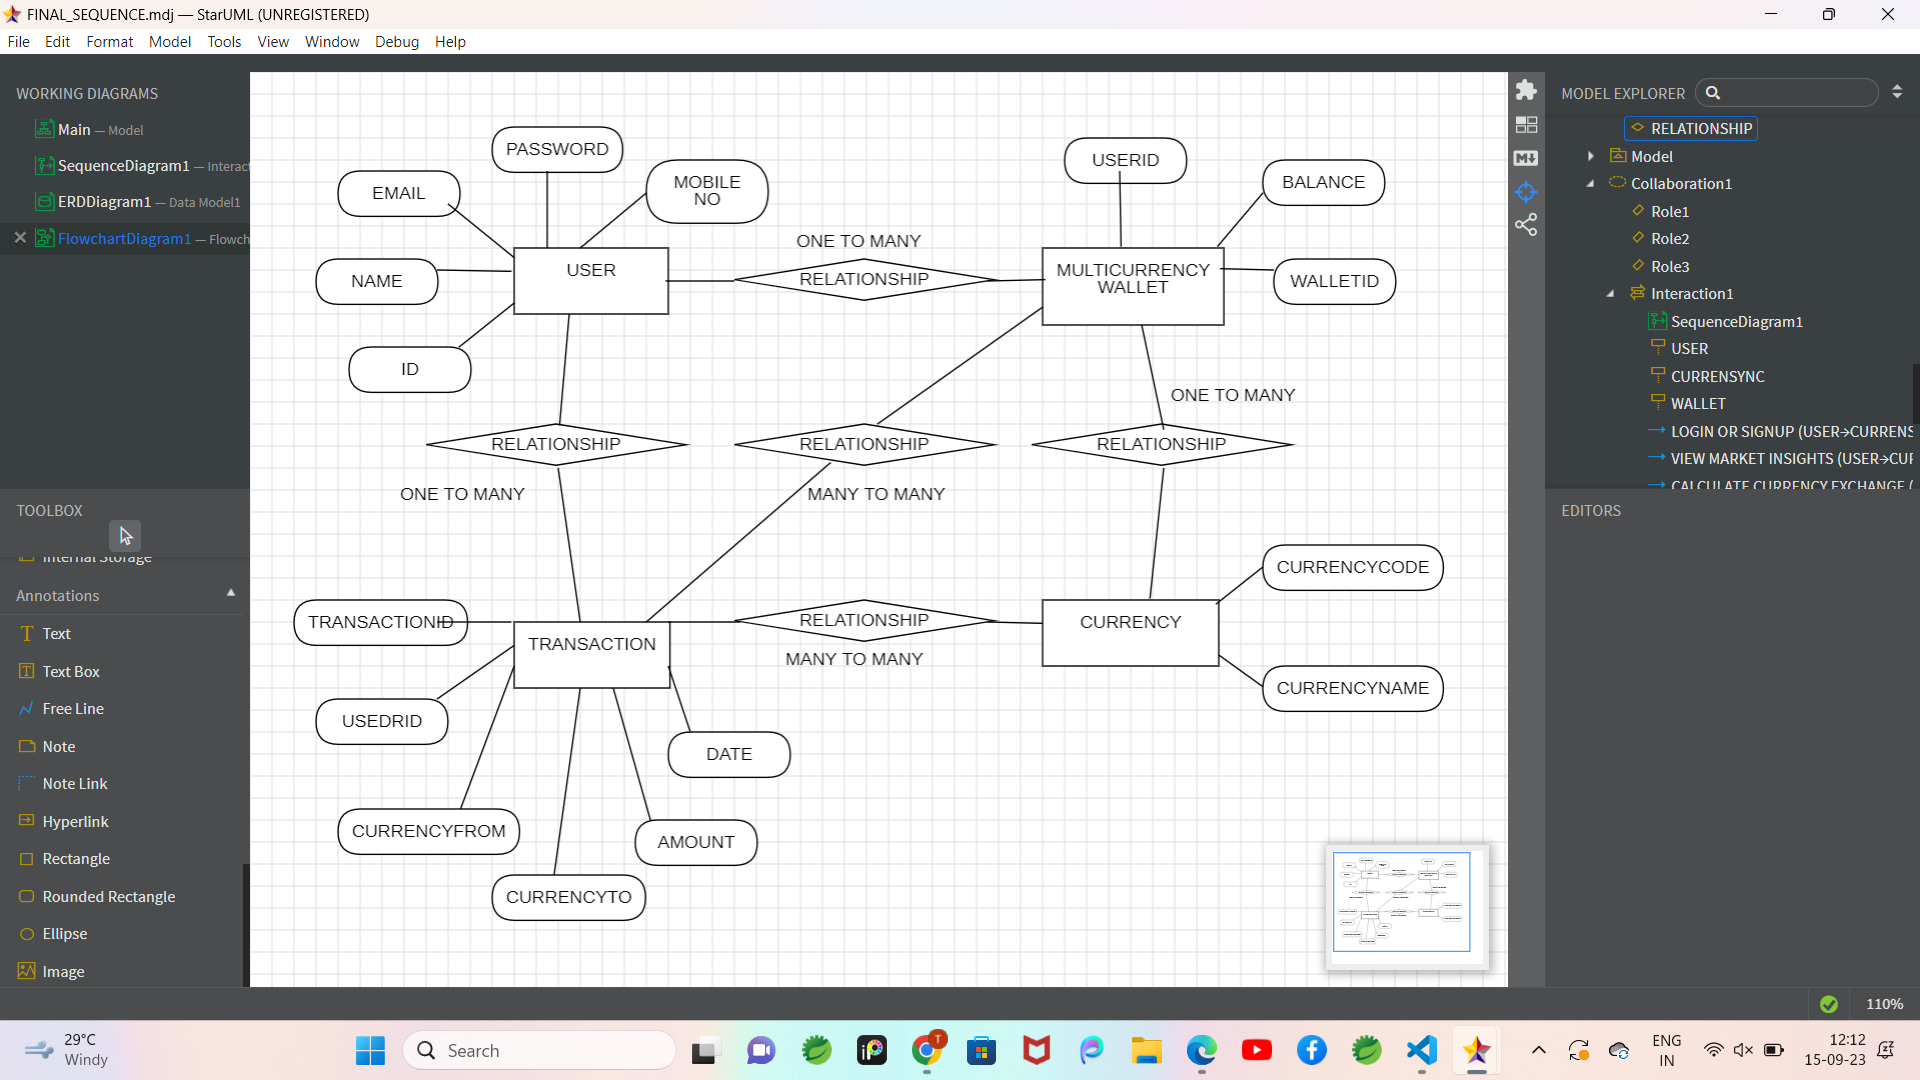 FINAL_SEQUENCE.mdj — StarUML (UNREGISTERED)
File Edit Format Model Tools View Window Debug Help
WORKING DIAGRAMS
Main — Model
SequenceDiagram1 — Interact
ERDDiagram1 — Data Model1
FlowchartDiagram1 — Flowch
TOOLBOX
Internal Storage
Annotations
Text
Text Box
Free Line
Note
Note Link
Hyperlink
Rectangle
Rounded Rectangle
Ellipse
Image
PASSWORD
EMAIL
MOBILE
NO
NAME
USER
ID
ONE TO MANY
RELATIONSHIP
USERID
BALANCE
MULTICURRENCY
WALLET
WALLETID
ONE TO MANY
RELATIONSHIP
RELATIONSHIP
RELATIONSHIP
ONE TO MANY
MANY TO MANY
TRANSACTIONID
TRANSACTION
RELATIONSHIP
MANY TO MANY
CURRENCY
CURRENCYCODE
CURRENCYNAME
USEDRID
DATE
CURRENCYFROM
AMOUNT
CURRENCYTO
MODEL EXPLORER
RELATIONSHIP
Model
Collaboration1
Role1
Role2
Role3
Interaction1
SequenceDiagram1
USER
CURRENSYNC
WALLET
LOGIN OR SIGNUP (USER→CURRENS
VIEW MARKET INSIGHTS (USER→CUR
CALCULATE CURRENCY EXCHANGE (
EDITORS
110%
29°C
Windy
Search
ENG
IN
12:12
15-09-23